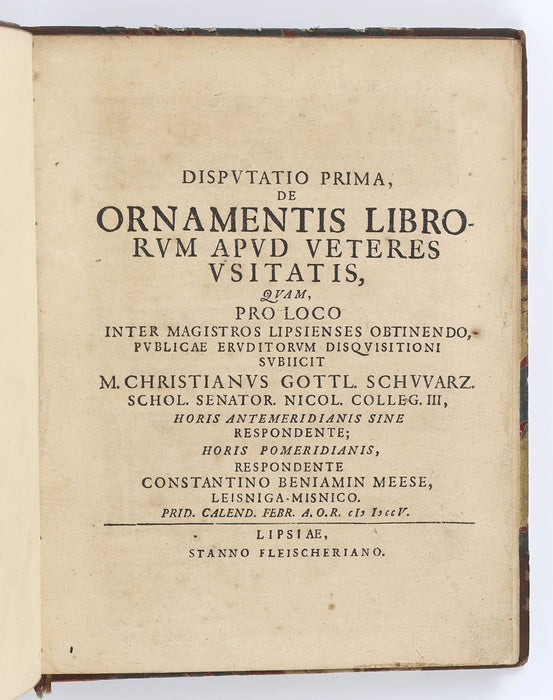 DISPVTATIO PRIMA,
DE
ORNAMENTIS LIBRO-
RVM APVD VETERES
VSITATIS,
QVAM,
PRO LOCO
INTER MAGISTROS LIPSIENSES OBTINENDO,
PVBLICAE ERVDITORVM DISQVISITIONI
SVBIICIT
M. CHRISTIANVS GOTTL. SCHVVARZ.
SCHOL. SENATOR. NICOL. COLLEG. III,
HORIS ANTEMERIDIANIS SINE
RESPONDENTE;
HORIS POMERIDIANIS,
RESPONDENTE
CONSTANTINO BENIAMIN MEESE,
LEISNIGA-MISNICO.
PRID. CALEND. FEBR. A. O. R. cIɔ IɔccV.
LIPSIAE,
STANNO FLEISCHERIANO.